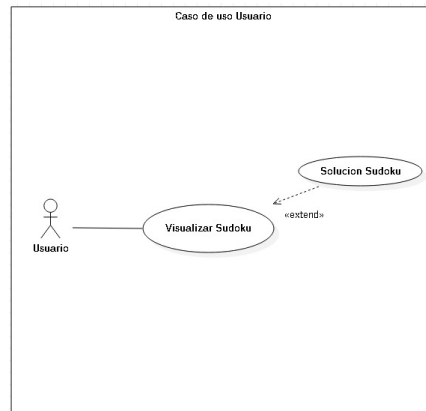 Caso de uso Usuario
Solucion Sudoku
«extend»
Visualizar Sudoku
Usuario